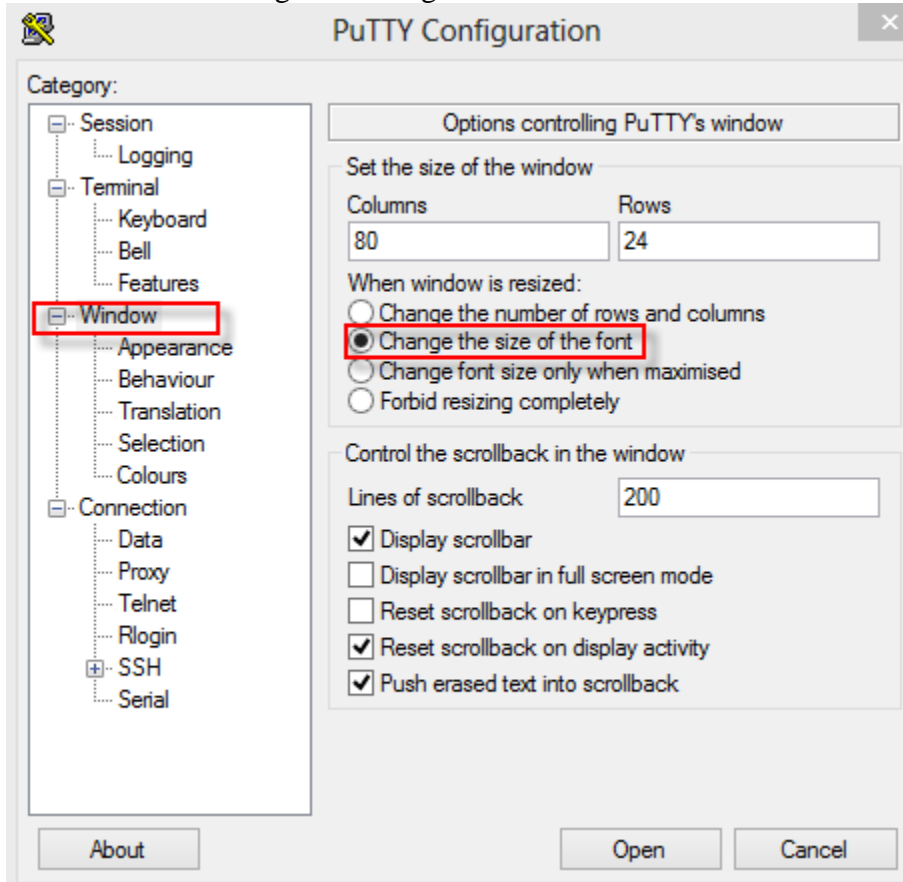 PuTTY Configuration
Category:
Session
Logging
Terminal
Keyboard
Bell
Features
Window
Appearance
Behaviour
Translation
Selection
Colours
Connection
Data
Proxy
Telnet
Rlogin
SSH
Serial
Options controlling PuTTY's window
Set the size of the window
Columns Rows
80 24
When window is resized:
Change the number of rows and columns
Change the size of the font
Change font size only when maximised
Forbid resizing completely
Control the scrollback in the window
Lines of scrollback 200
Display scrollbar
Display scrollbar in full screen mode
Reset scrollback on keypress
Reset scrollback on display activity
Push erased text into scrollback
About Open Cancel